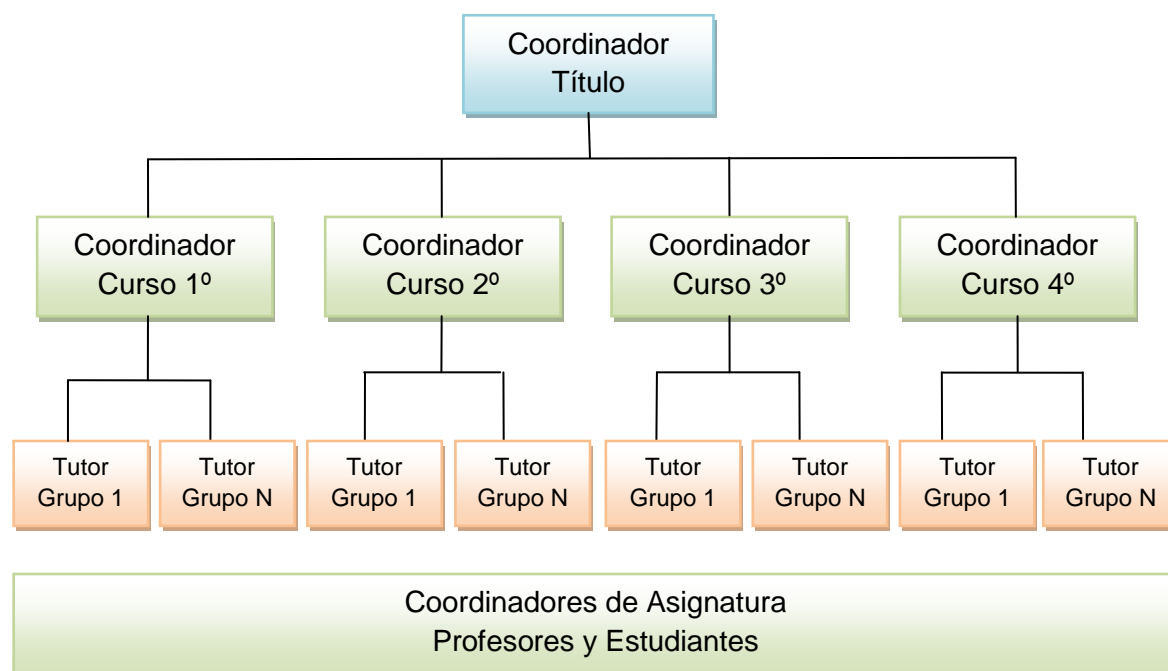 Coordinador
Título
Coordinador
Curso 1º
Coordinador
Curso 2º
Coordinador
Curso 3º
Coordinador
Curso 4º
Tutor
Grupo 1
Tutor
Grupo N
Tutor
Grupo 1
Tutor
Grupo N
Tutor
Grupo 1
Tutor
Grupo N
Tutor
Grupo 1
Tutor
Grupo N
Coordinadores de Asignatura
Profesores y Estudiantes